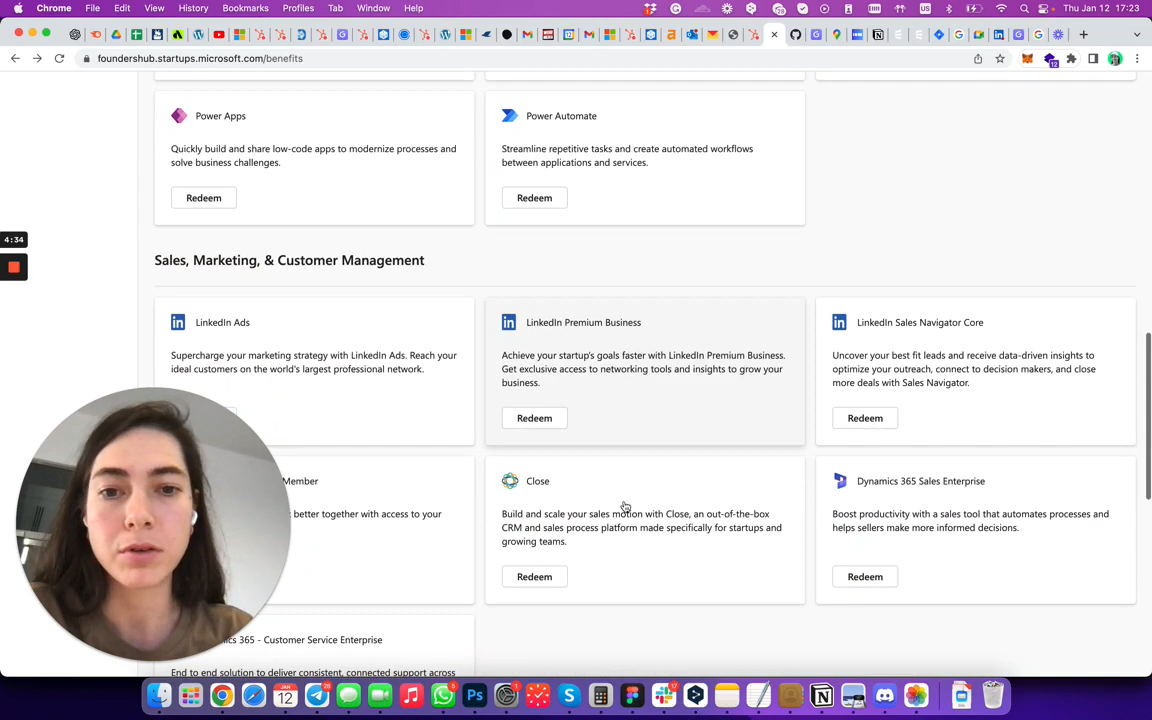 Chrome File Edit View History Bookmarks Profiles Tab Window Help
Thu Jan 12 17:23
foundershub.startups.microsoft.com/benefits
12
Power Apps
Quickly build and share low-code apps to modernize processes and
solve business challenges.
Redeem
Power Automate
Streamline repetitive tasks and create automated workflows
between applications and services.
Redeem
4:34
Sales, Marketing, & Customer Management
LinkedIn Ads
Supercharge your marketing strategy with LinkedIn Ads. Reach your
ideal customers on the world's largest professional network.
LinkedIn Premium Business
Achieve your startup's goals faster with LinkedIn Premium Business.
Get exclusive access to networking tools and insights to grow your
business.
Redeem
LinkedIn Sales Navigator Core
Uncover your best fit leads and receive data-driven insights to
optimize your outreach, connect to decision makers, and close
more deals with Sales Navigator.
Redeem
Member
better together with access to your
Close
Build and scale your sales motion with Close, an out-of-the-box
CRM and sales process platform made specifically for startups and
growing teams.
Redeem
Dynamics 365 Sales Enterprise
Boost productivity with a sales tool that automates processes and
helps sellers make more informed decisions.
Redeem
365 - Customer Service Enterprise
End to end solution to deliver consistent, connected support across
JAN
12